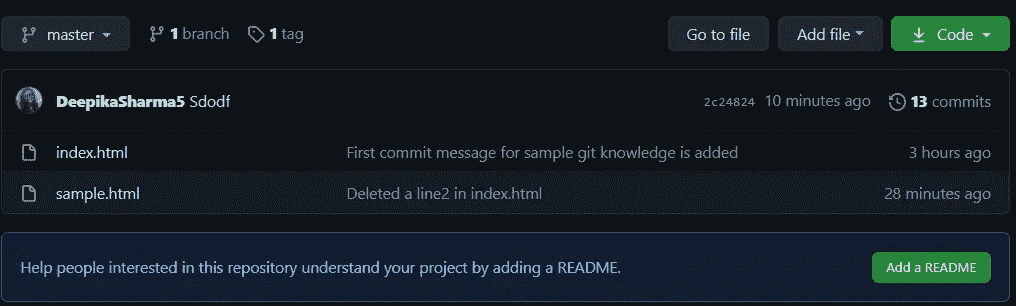 master 1 branch 1 tag Go to file Add file Code
DeepikaSharma5 Sdodf 2c24824 10 minutes ago 13 commits
index.html First commit message for sample git knowledge is added 3 hours ago
sample.html Deleted a line2 in index.html 28 minutes ago
Help people interested in this repository understand your project by adding a README. Add a README